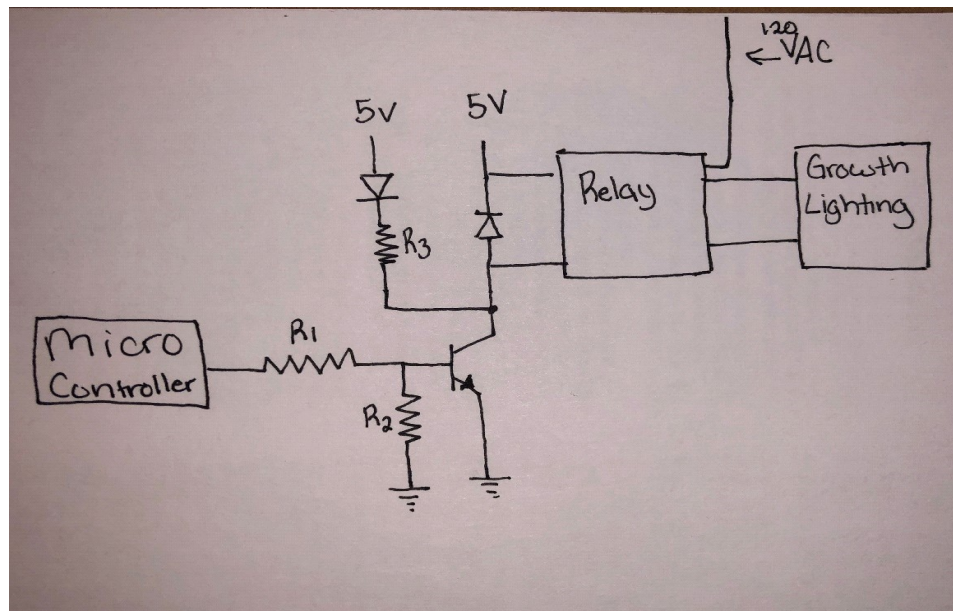 120
VAC
5V
5V
Relay
Growth
Lighting
R3
Micro
Controller
R1
R2